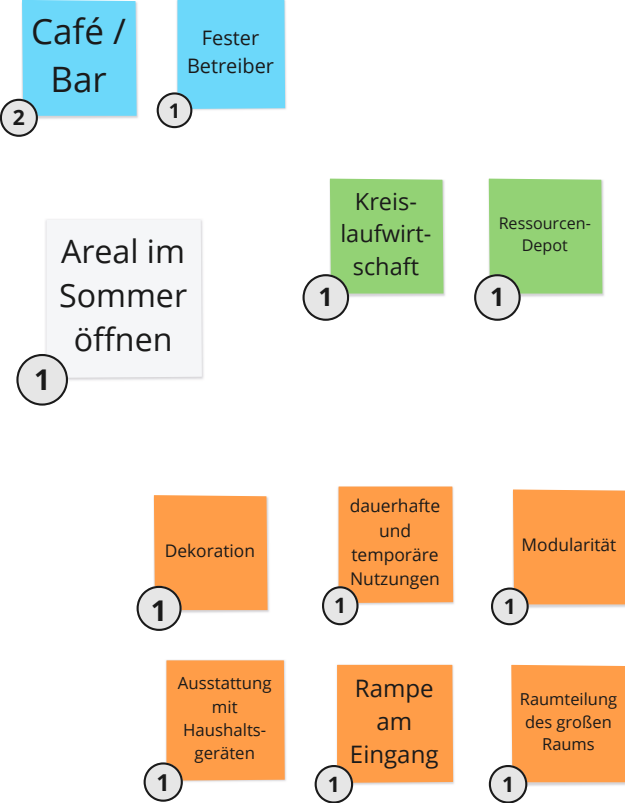 Café /
Bar
2
Fester
Betreiber
1
Areal im
Sommer
öffnen
1
Kreis-
laufwirt-
schaft
1
Ressourcen-
Depot
1
Dekoration
1
dauerhafte
und
temporäre
Nutzungen
1
Modularität
1
Ausstattung
mit
Haushalts-
geräten
1
Rampe
am
Eingang
1
Raumteilung
des großen
Raums
1